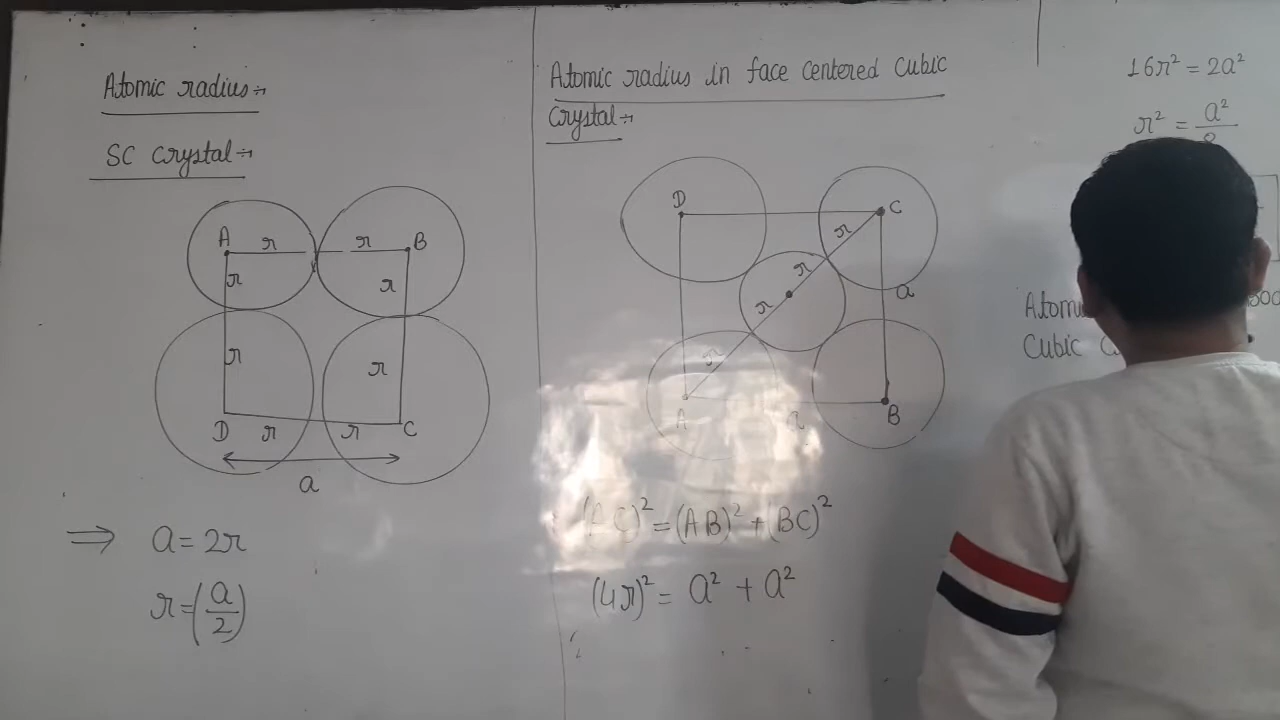 Atomic radius:-
SC crystal:-
A r r B
r r
r r
D r r C
a
⇒ a = 2r
r = (a/2)
Atomic radius in face centered cubic
crystal:-
D C
r
r
r a
r
A a B
(AC)² = (AB)² + (BC)²
(4r)² = a² + a²
16r² = 2a²
r² = a²
Cubic